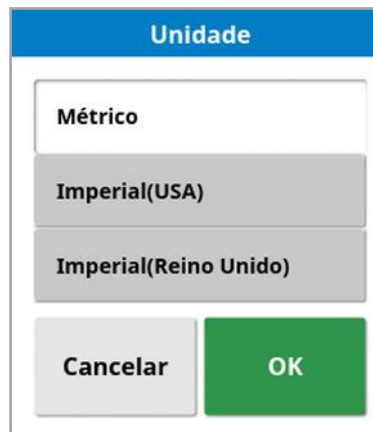 Unidade
Métrico
Imperial(USA)
Imperial(Reino Unido)
Cancelar OK